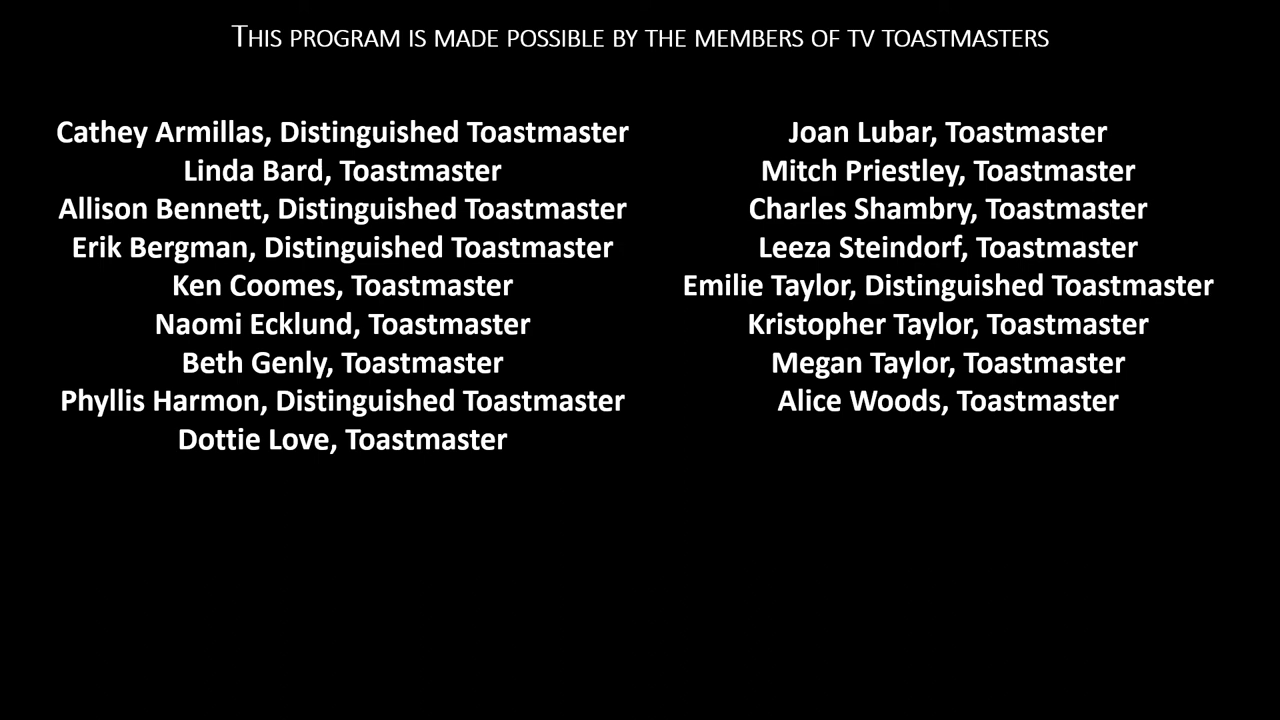 THIS PROGRAM IS MADE POSSIBLE BY THE MEMBERS OF TV TOASTMASTERS
Cathey Armillas, Distinguished Toastmaster
Linda Bard, Toastmaster
Allison Bennett, Distinguished Toastmaster
Erik Bergman, Distinguished Toastmaster
Ken Coomes, Toastmaster
Naomi Ecklund, Toastmaster
Beth Genly, Toastmaster
Phyllis Harmon, Distinguished Toastmaster
Dottie Love, Toastmaster
Joan Lubar, Toastmaster
Mitch Priestley, Toastmaster
Charles Shambry, Toastmaster
Leeza Steindorf, Toastmaster
Emilie Taylor, Distinguished Toastmaster
Kristopher Taylor, Toastmaster
Megan Taylor, Toastmaster
Alice Woods, Toastmaster